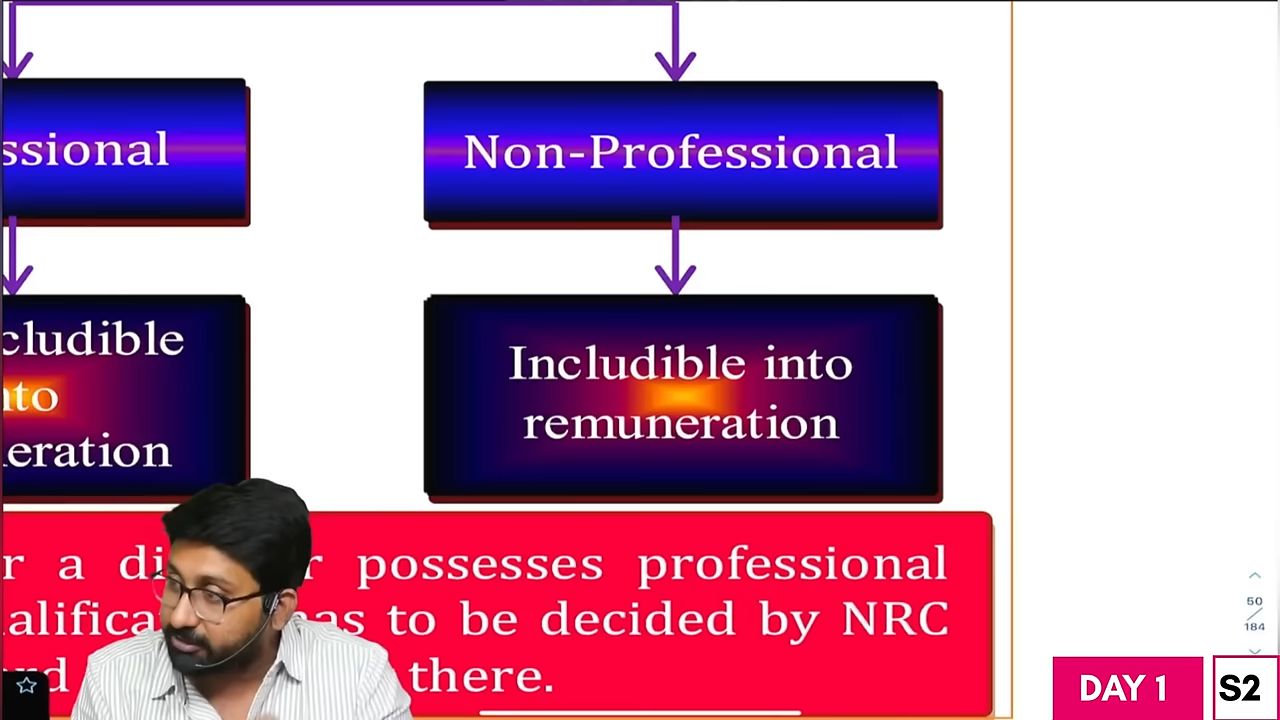 ssional
Non-Professional
cludible
Includible into
nto
remuneration
eration
r a di r possesses professional
alifica as to be decided by NRC
rd there.
50
184
DAY 1
S2